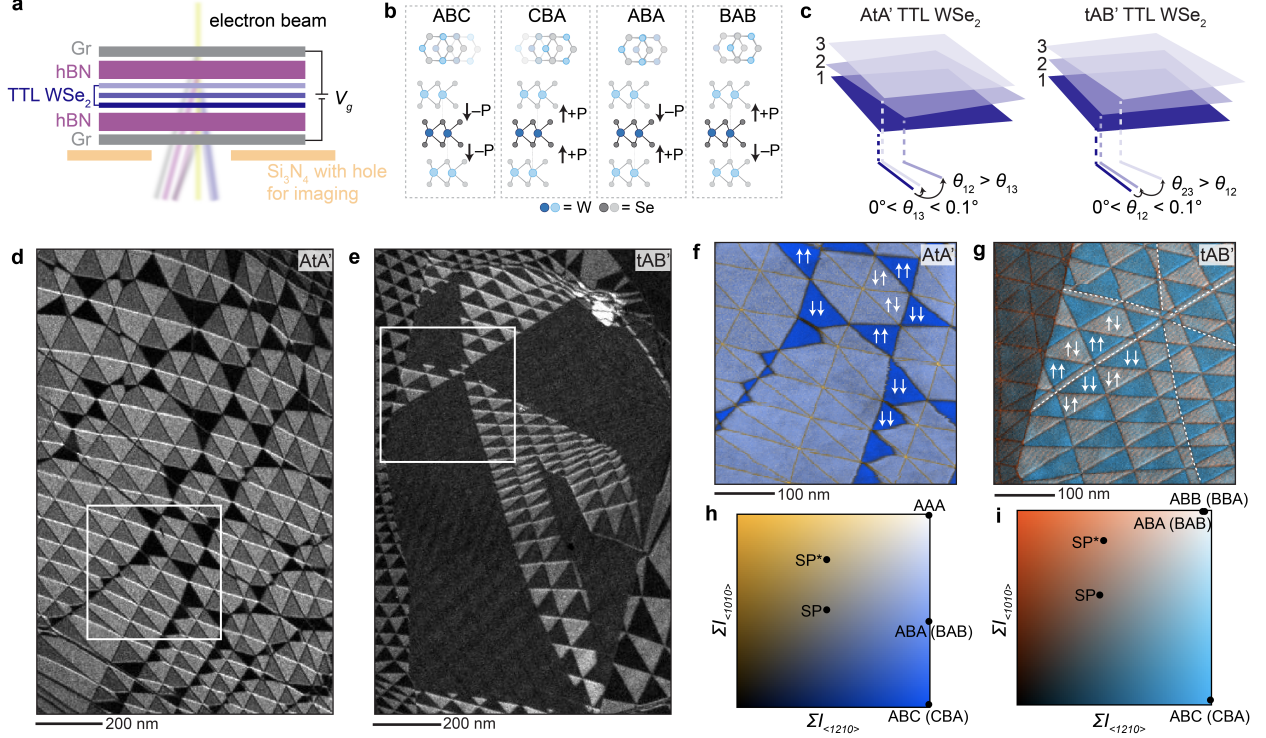 a
electron beam
Gr
hBN
TTL WSe2
hBN
Gr
Vg
Si3N4 with hole
for imaging
b
ABC CBA ABA BAB
↓−P ↑+P ↓−P ↑+P
↓−P ↑+P ↑+P ↓−P
= W = Se
c
AtA’ TTL WSe2
3
2
1
θ12 > θ13
0°< θ13 < 0.1°
tAB’ TTL WSe2
3
2
1
θ23 > θ12
0°< θ12 < 0.1°
d
AtA’
200 nm
e
tAB’
200 nm
f
AtA’
↑↑
↓↑
↑↑
↑↓
↓↓
↓↓
↑↑
↓↓
↓↓
100 nm
g
tAB’
↑↓
↑↓
↑↑
↓↓
↑↑
↓↓
↓↑
↓↑
100 nm
h
AAA
SP*
SP
ABA (BAB)
ABC (CBA)
ΣI<1010>
ΣI<1210>
i
ABB (BBA)
ABA (BAB)
SP*
SP
ABC (CBA)
ΣI<1010>
ΣI<1210>